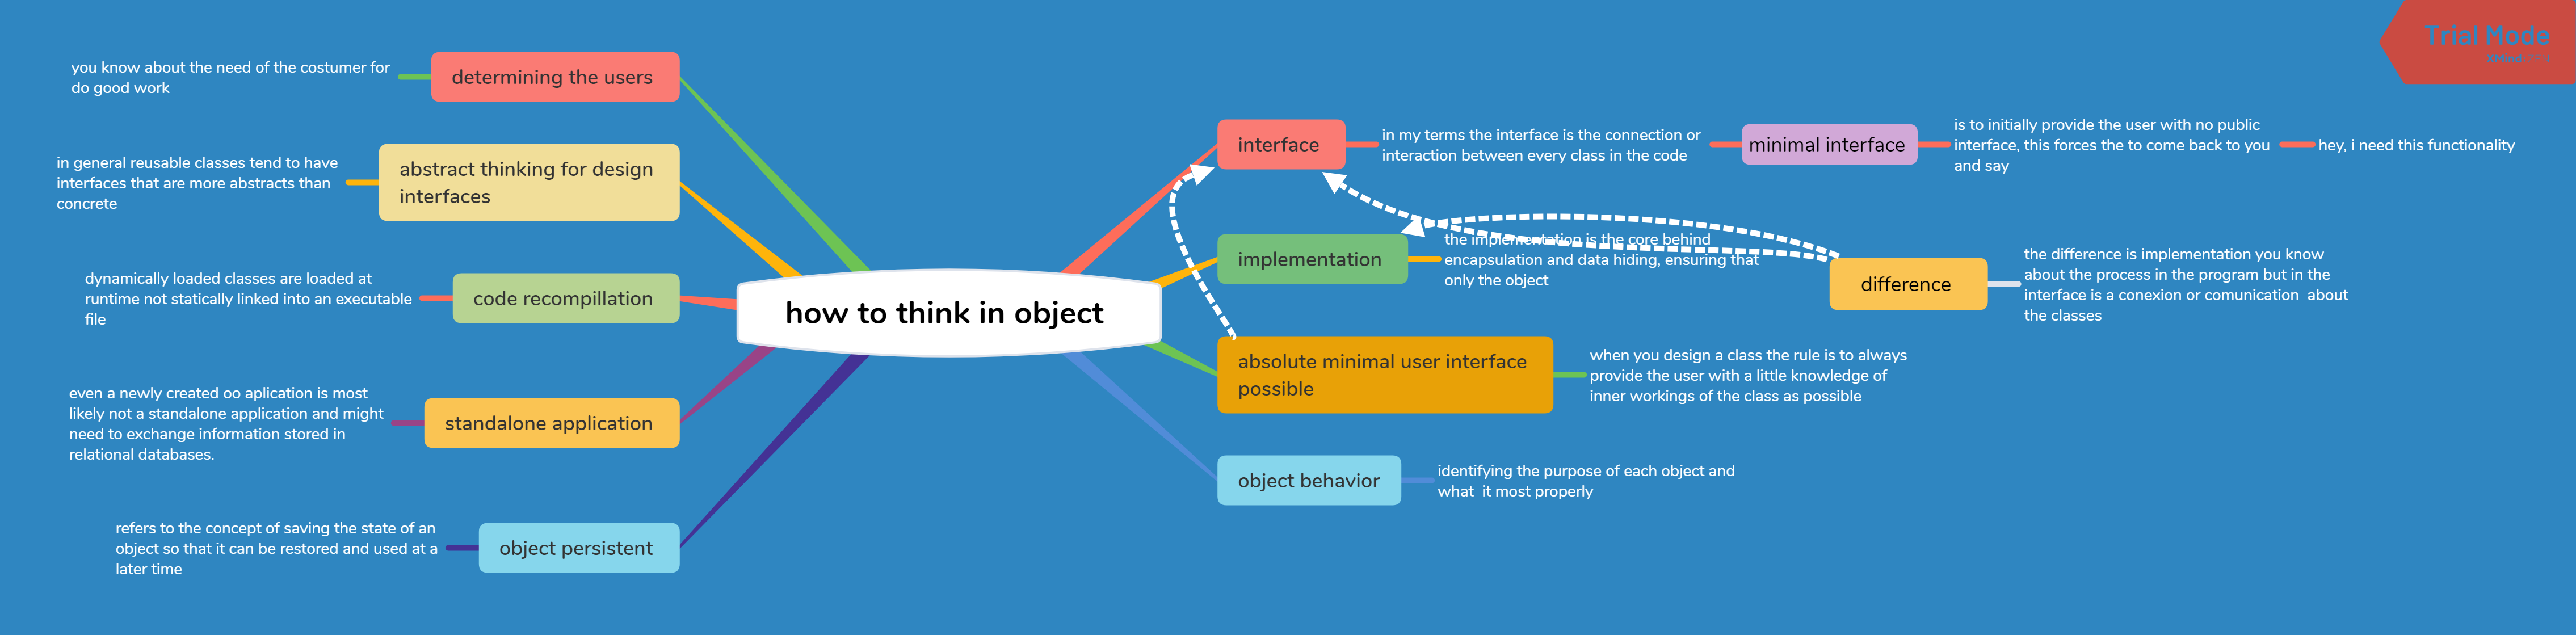 Trial Mode
you know about the need of the costumer for
do good work
determining the users
in general reusable classes tend to have
interfaces that are more abstracts than
concrete
abstract thinking for design
interfaces
dynamically loaded classes are loaded at
runtime not statically linked into an executable
file
code recompillation
even a newly created oo aplication is most
likely not a standalone application and might
need to exchange information stored in
relational databases.
standalone application
refers to the concept of saving the state of an
object so that it can be restored and used at a
later time
object persistent
how to think in object
interface
in my terms the interface is the connection or
interaction between every class in the code
minimal interface
is to initially provide the user with no public
interface, this forces the to come back to you
and say
hey, i need this functionality
implementation
the implementation is the core behind
encapsulation and data hiding, ensuring that
only the object
difference
the difference is implementation you know
about the process in the program but in the
interface is a conexion or comunication about
the classes
absolute minimal user interface
possible
when you design a class the rule is to always
provide the user with a little knowledge of
inner workings of the class as possible
object behavior
identifying the purpose of each object and
what it most properly